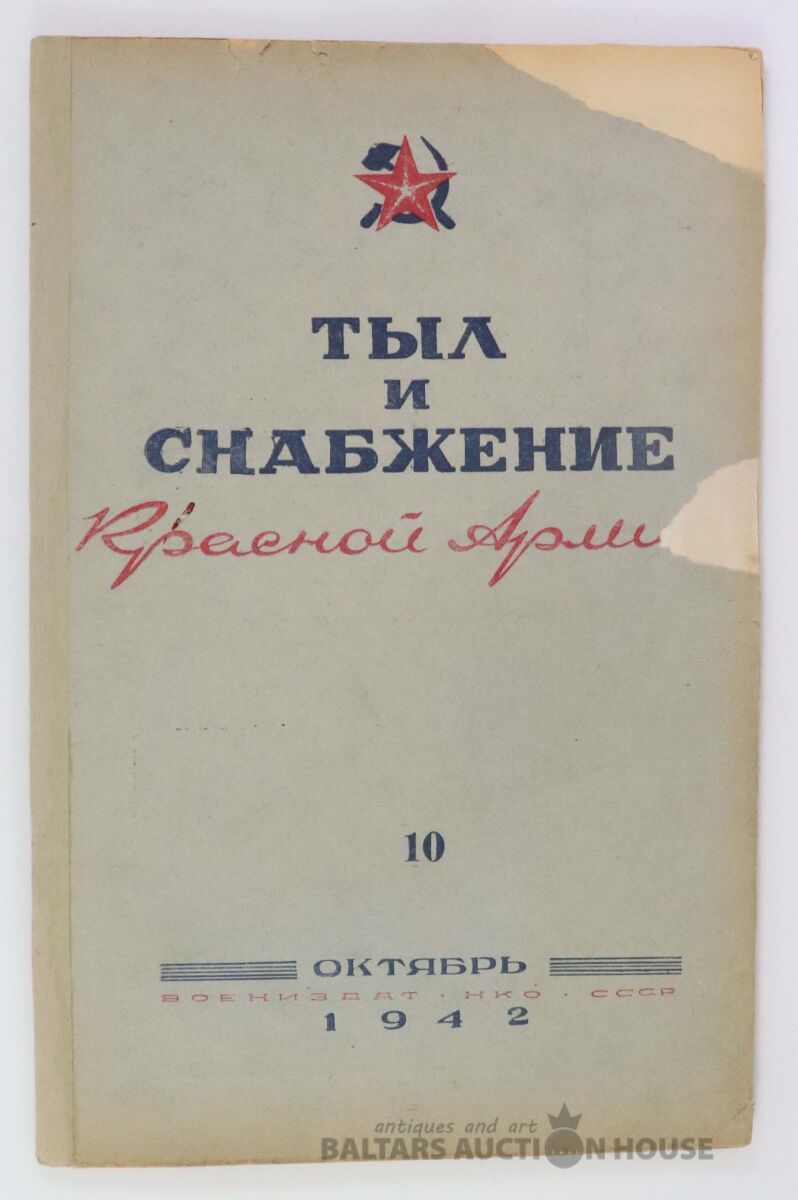 ТЫЛ
И
СНАБЖЕНИЕ
Красной Арми
10
ОКТЯБРЬ
ВОЕНИЗДАТ · НКО · СССР
1942
antiques and art
BALTARS AUCTION HOUSE